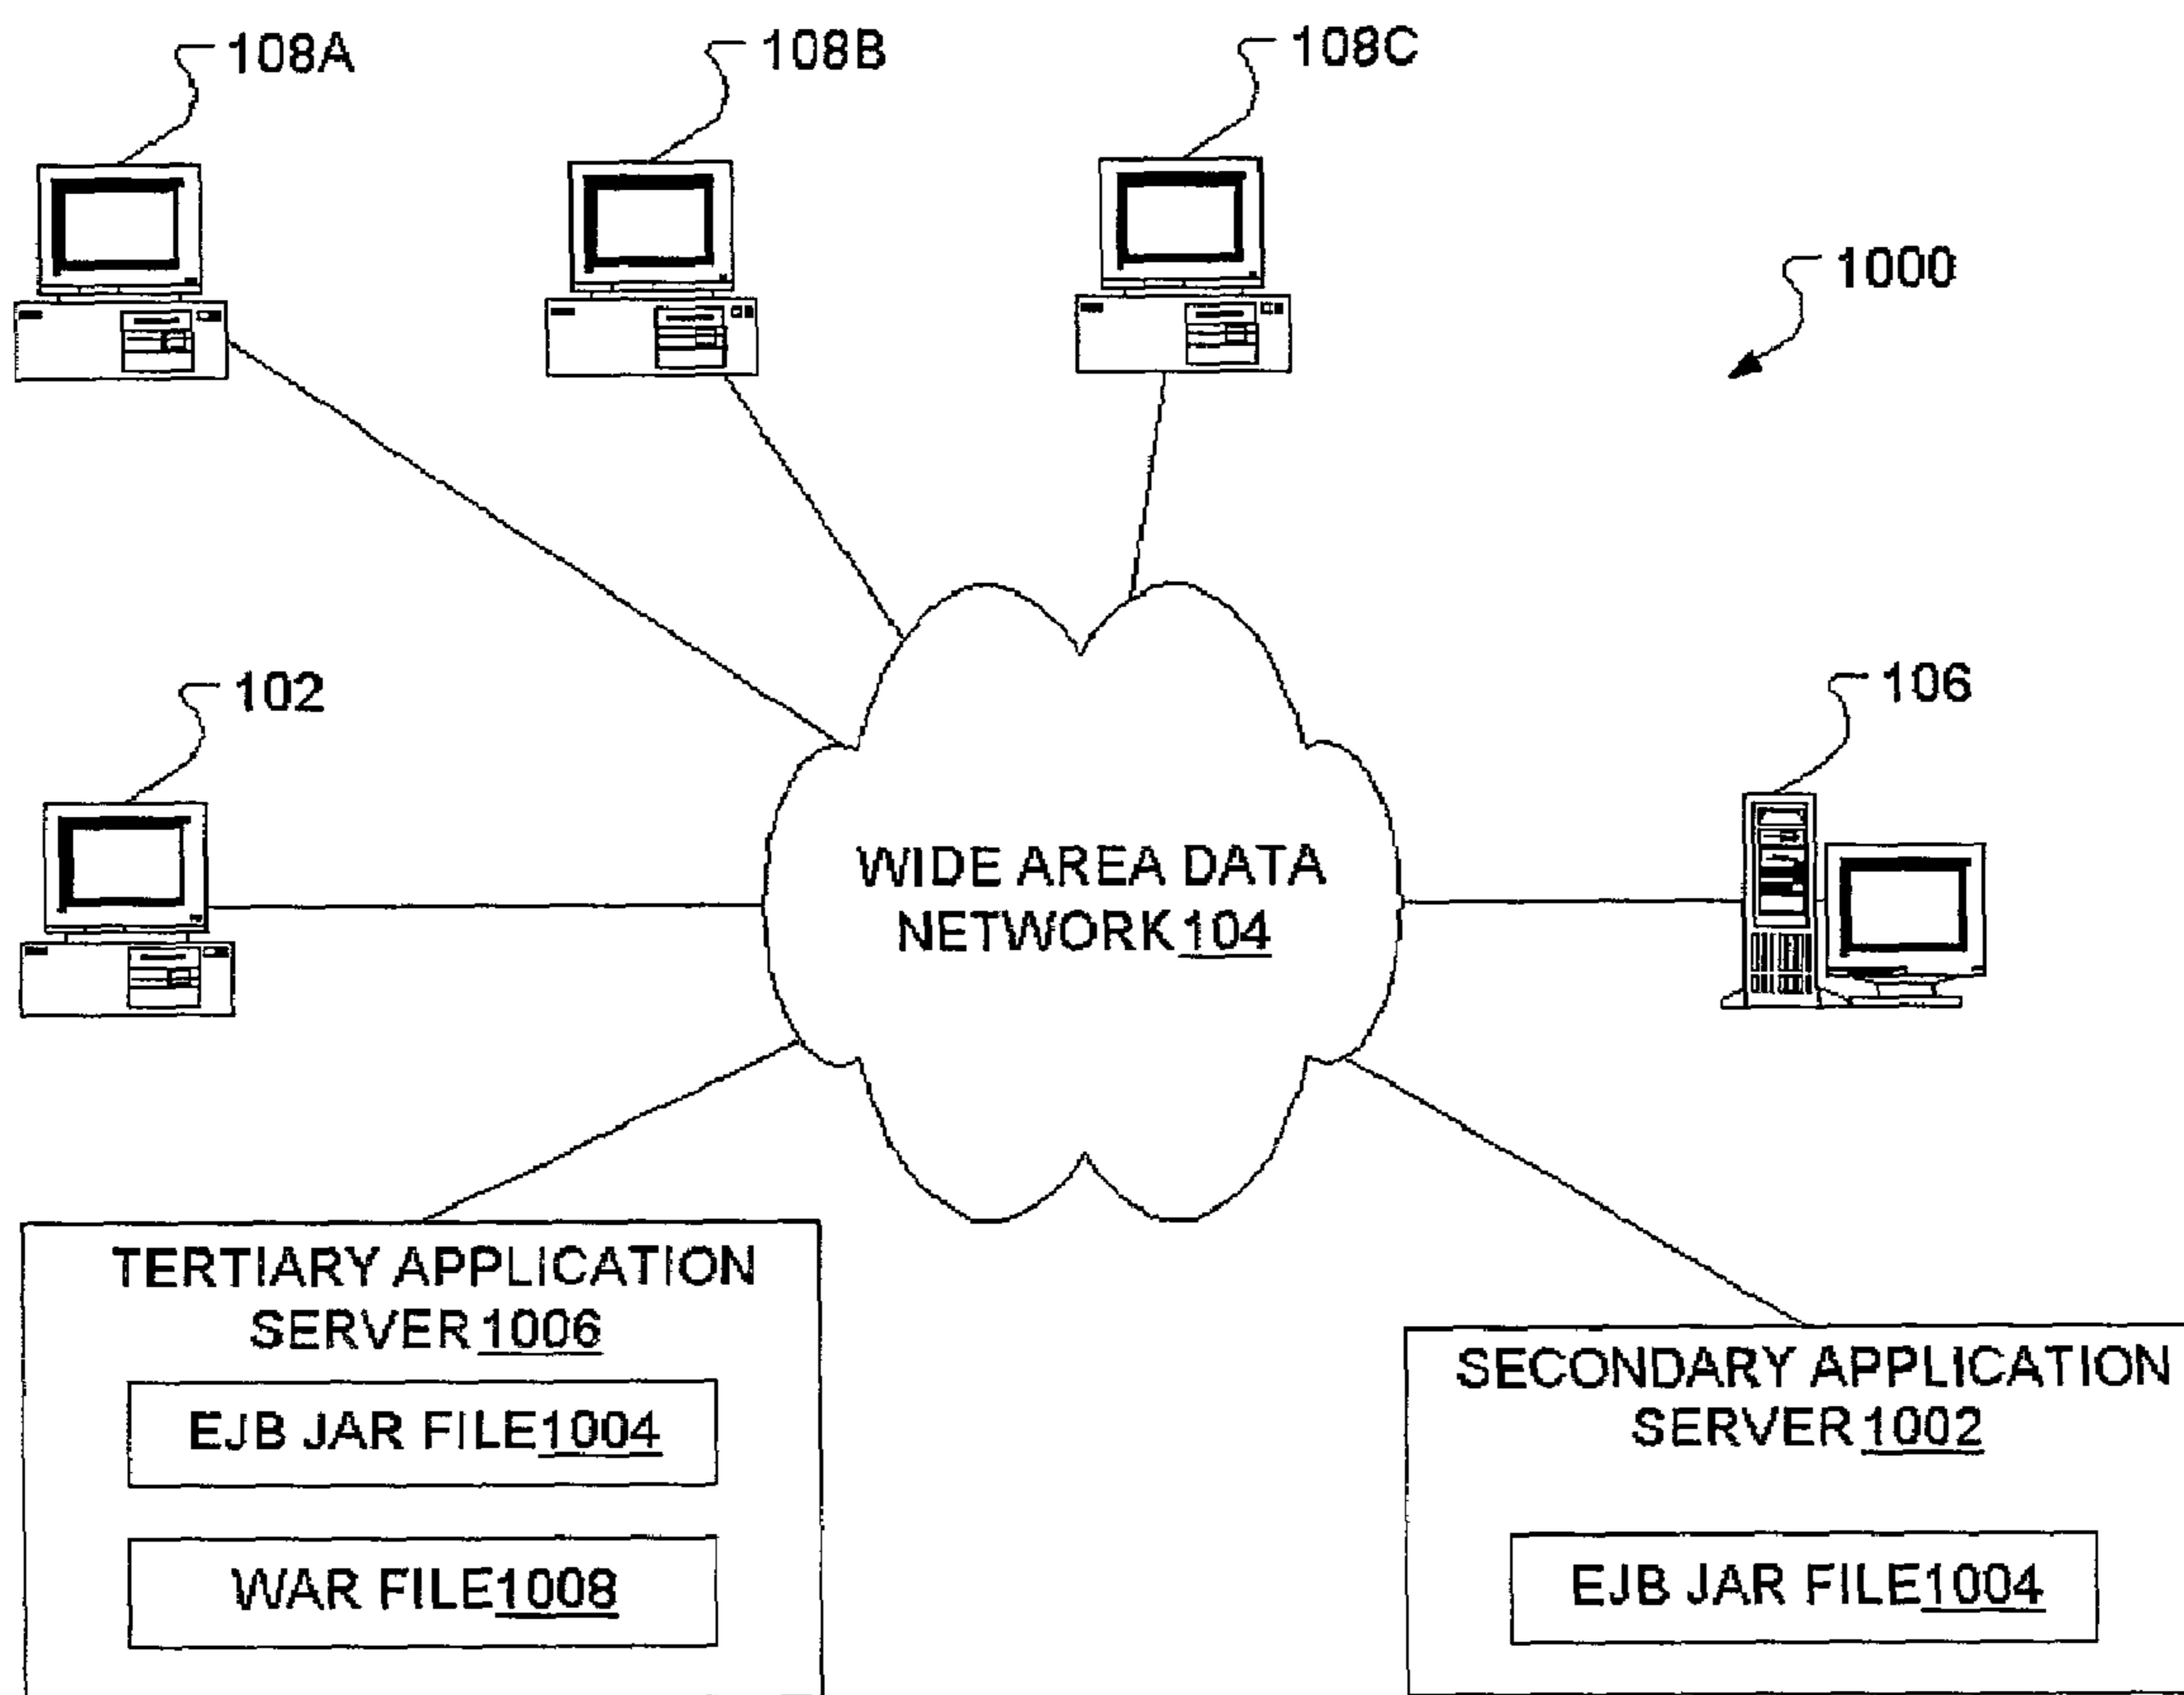 108A
108B
108C
1000
102
106
WIDE AREA DATA
NETWORK 104
TERTIARY APPLICATION
SERVER 1006
EJB JAR FILE 1004
WAR FILE 1008
SECONDARY APPLICATION
SERVER 1002
EJB JAR FILE 1004